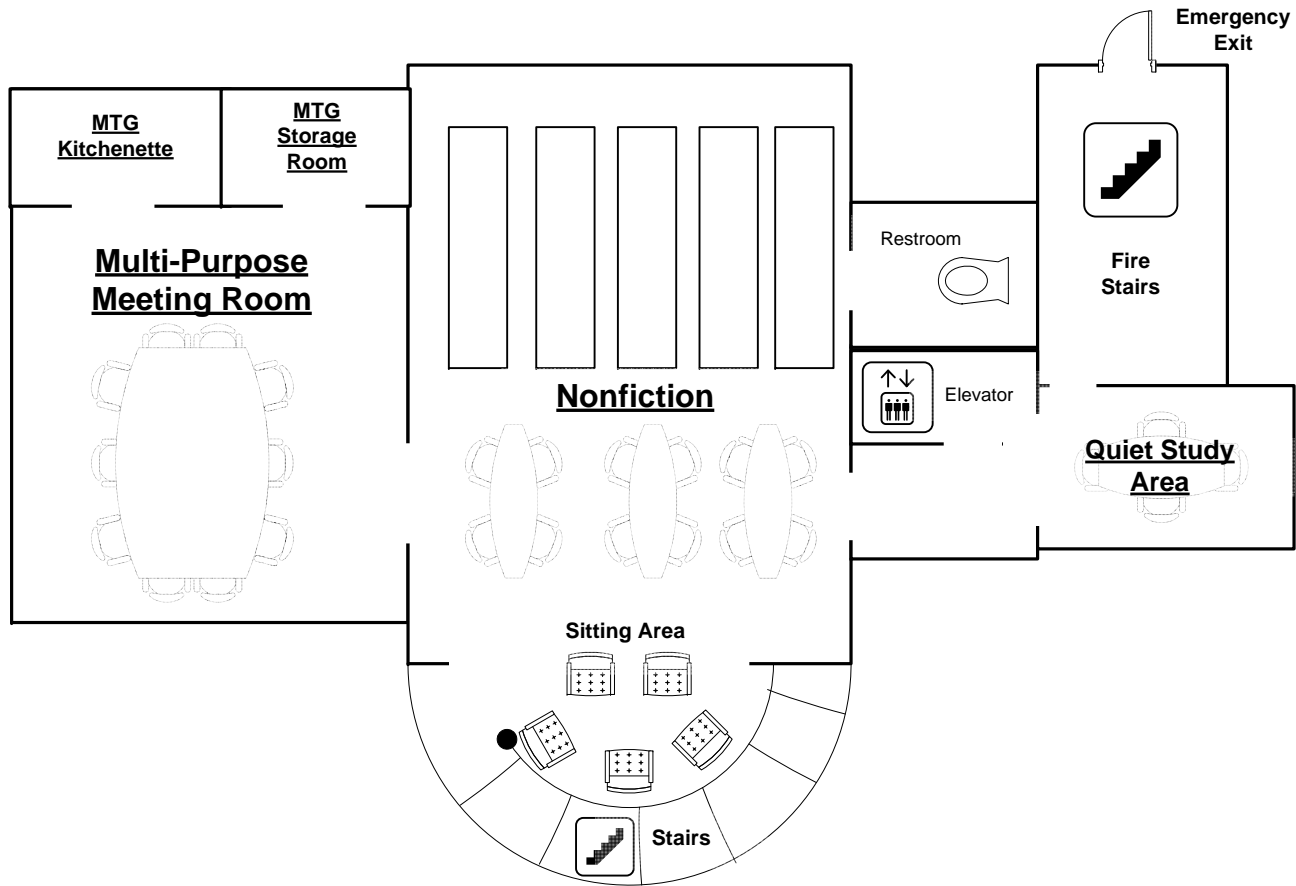 Emergency
Exit
MTG
Kitchenette
MTG
Storage
Room
Multi-Purpose
Meeting Room
Restroom
Fire
Stairs
Nonfiction
Elevator
Quiet Study
Area
Sitting Area
Stairs